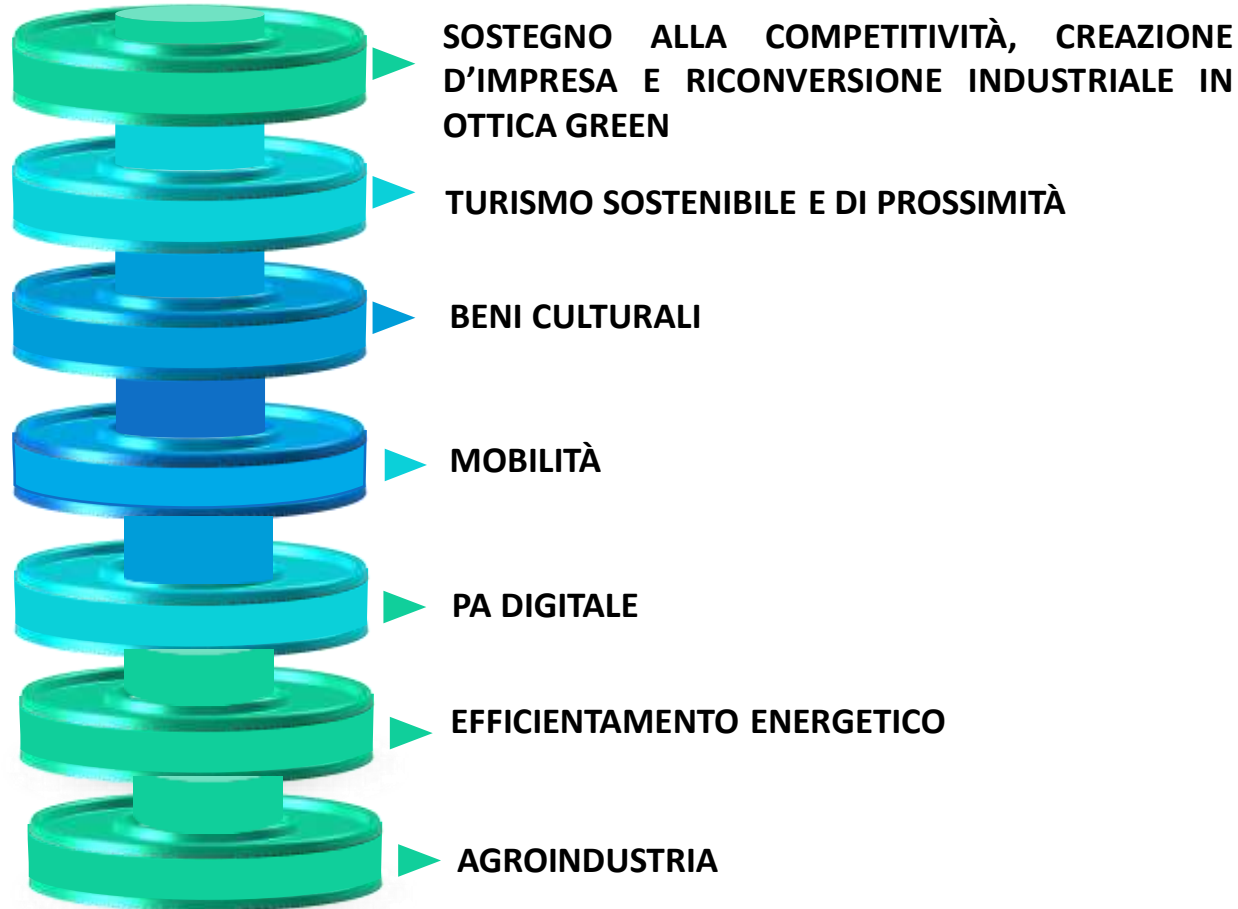 SOSTEGNO ALLA COMPETITIVITÀ, CREAZIONE
D’IMPRESA E RICONVERSIONE INDUSTRIALE IN
OTTICA GREEN
TURISMO SOSTENIBILE E DI PROSSIMITÀ
BENI CULTURALI
MOBILITÀ
PA DIGITALE
EFFICIENTAMENTO ENERGETICO
AGROINDUSTRIA